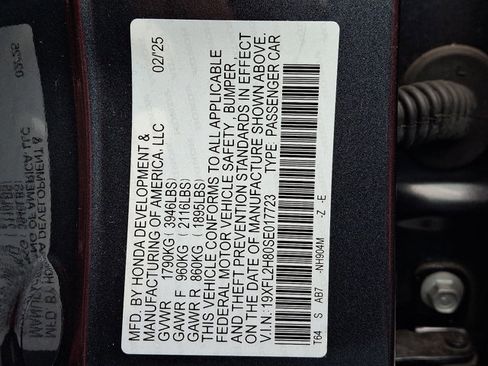 MFD. BY HONDA DEVELOPMENT &
MANUFACTURING OF AMERICA, LLC
02/25
GVWR 1790KG (3946LBS)
GAWR F 960KG (2116LBS)
GAWR R 860KG (1895LBS)
THIS VEHICLE CONFORMS TO ALL APPLICABLE
FEDERAL MOTOR VEHICLE SAFETY, BUMPER,
AND THEFT PREVENTION STANDARDS IN EFFECT
ON THE DATE OF MANUFACTURE SHOWN ABOVE.
V.I.N.: 19XFL2H80SE017723 TYPE: PASSENGER CAR
T64 S AB7 -NH904M -Z -E